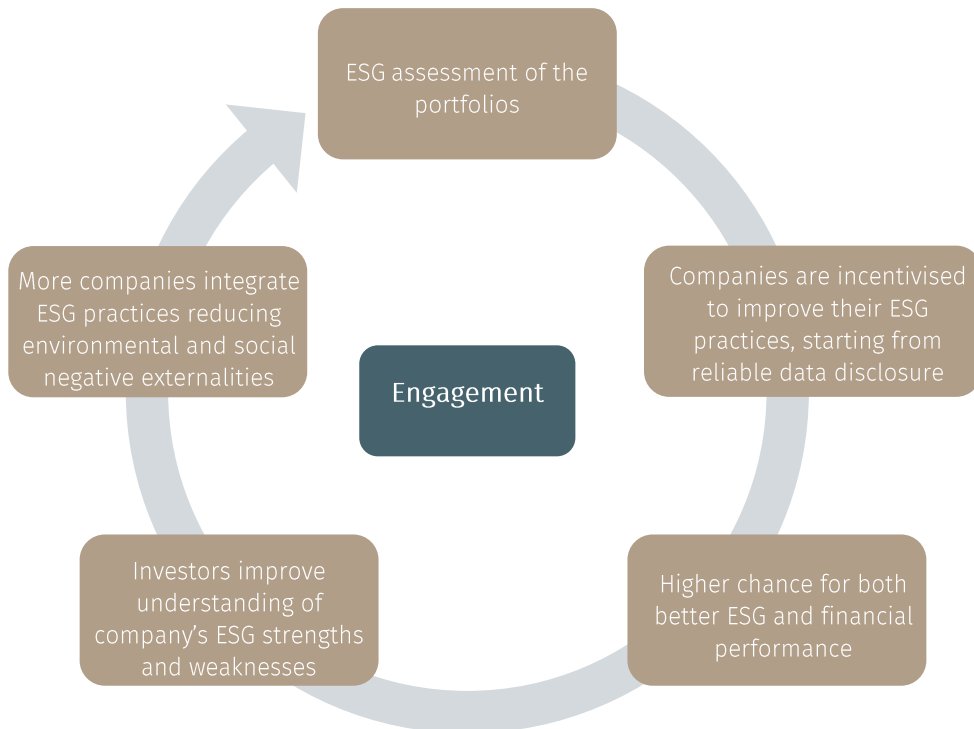 ESG assessment of the
portfolios
Companies are incentivised
to improve their ESG
practices, starting from
reliable data disclosure
Higher chance for both
better ESG and financial
performance
Investors improve
understanding of
company’s ESG strengths
and weaknesses
More companies integrate
ESG practices reducing
environmental and social
negative externalities
Engagement